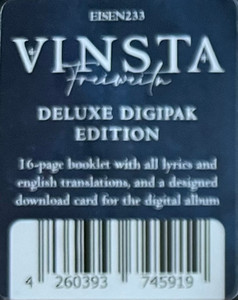 EISEN233
VINSTA
Freiweitn
DELUXE DIGIPAK
EDITION
16-page booklet with all lyrics and
english translations, and a designed
download card for the digital album
4 260393 745919